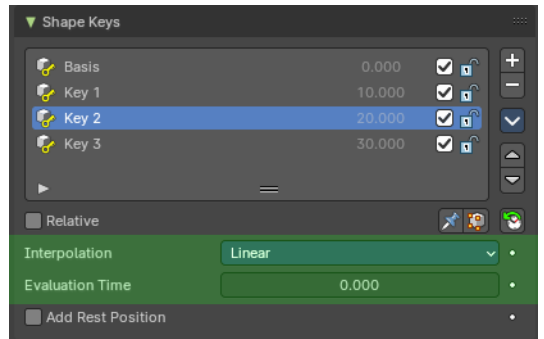 Shape Keys
Basis 0.000
Key 1 10.000
Key 2 20.000
Key 3 30.000
Relative
Interpolation Linear
Evaluation Time 0.000
Add Rest Position